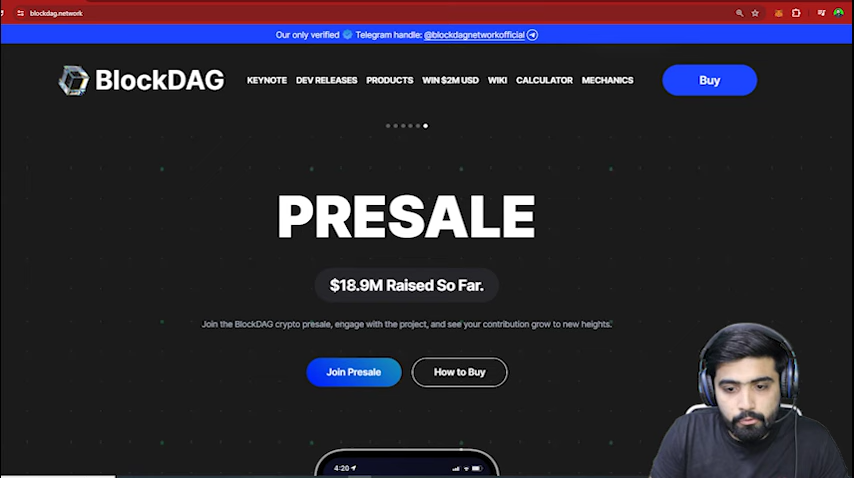 blockdag.network
Our only verified Telegram handle: @blockdagnetworkofficial
BlockDAG
KEYNOTE DEV RELEASES PRODUCTS WIN $2M USD WIKI CALCULATOR MECHANICS
Buy
PRESALE
$18.9M Raised So Far.
Join the BlockDAG crypto presale, engage with the project, and see your contribution grow to new heights.
Join Presale How to Buy
4:20